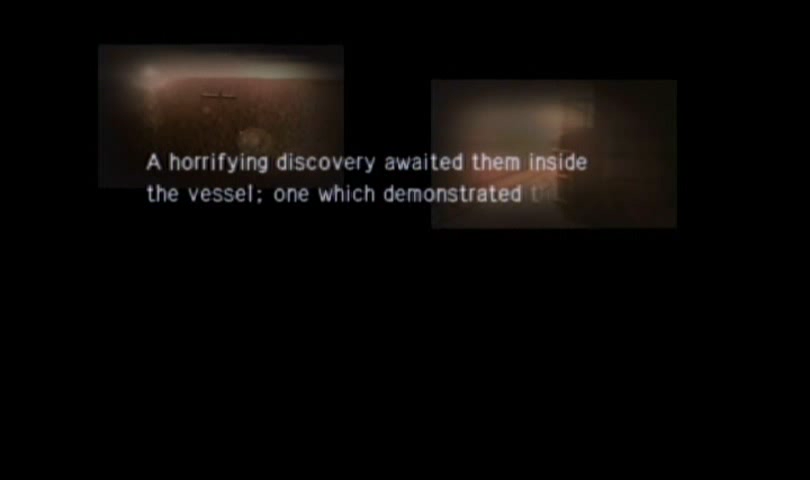 A horrifying discovery awaited them inside
the vessel; one which demonstrated